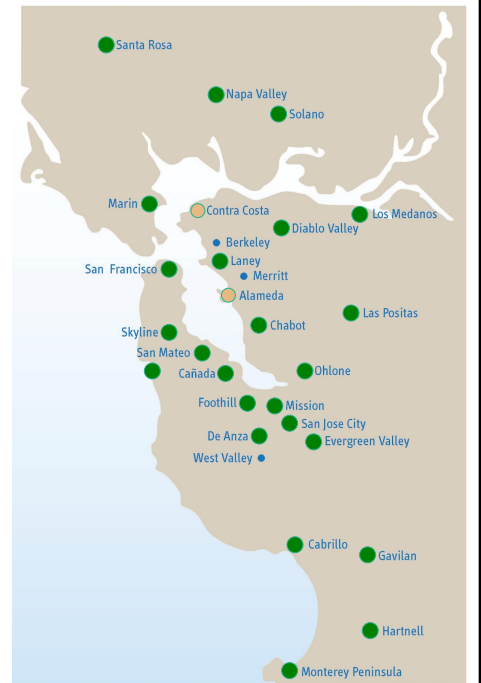 Santa Rosa
Napa Valley
Solano
Marin
Contra Costa
Los Medanos
Diablo Valley
Berkeley
Laney
San Francisco
Merritt
Alameda
Las Positas
Chabot
Skyline
San Mateo
Cañada
Ohlone
Foothill
Mission
San Jose City
De Anza
Evergreen Valley
West Valley
Cabrillo
Gavilan
Hartnell
Monterey Peninsula